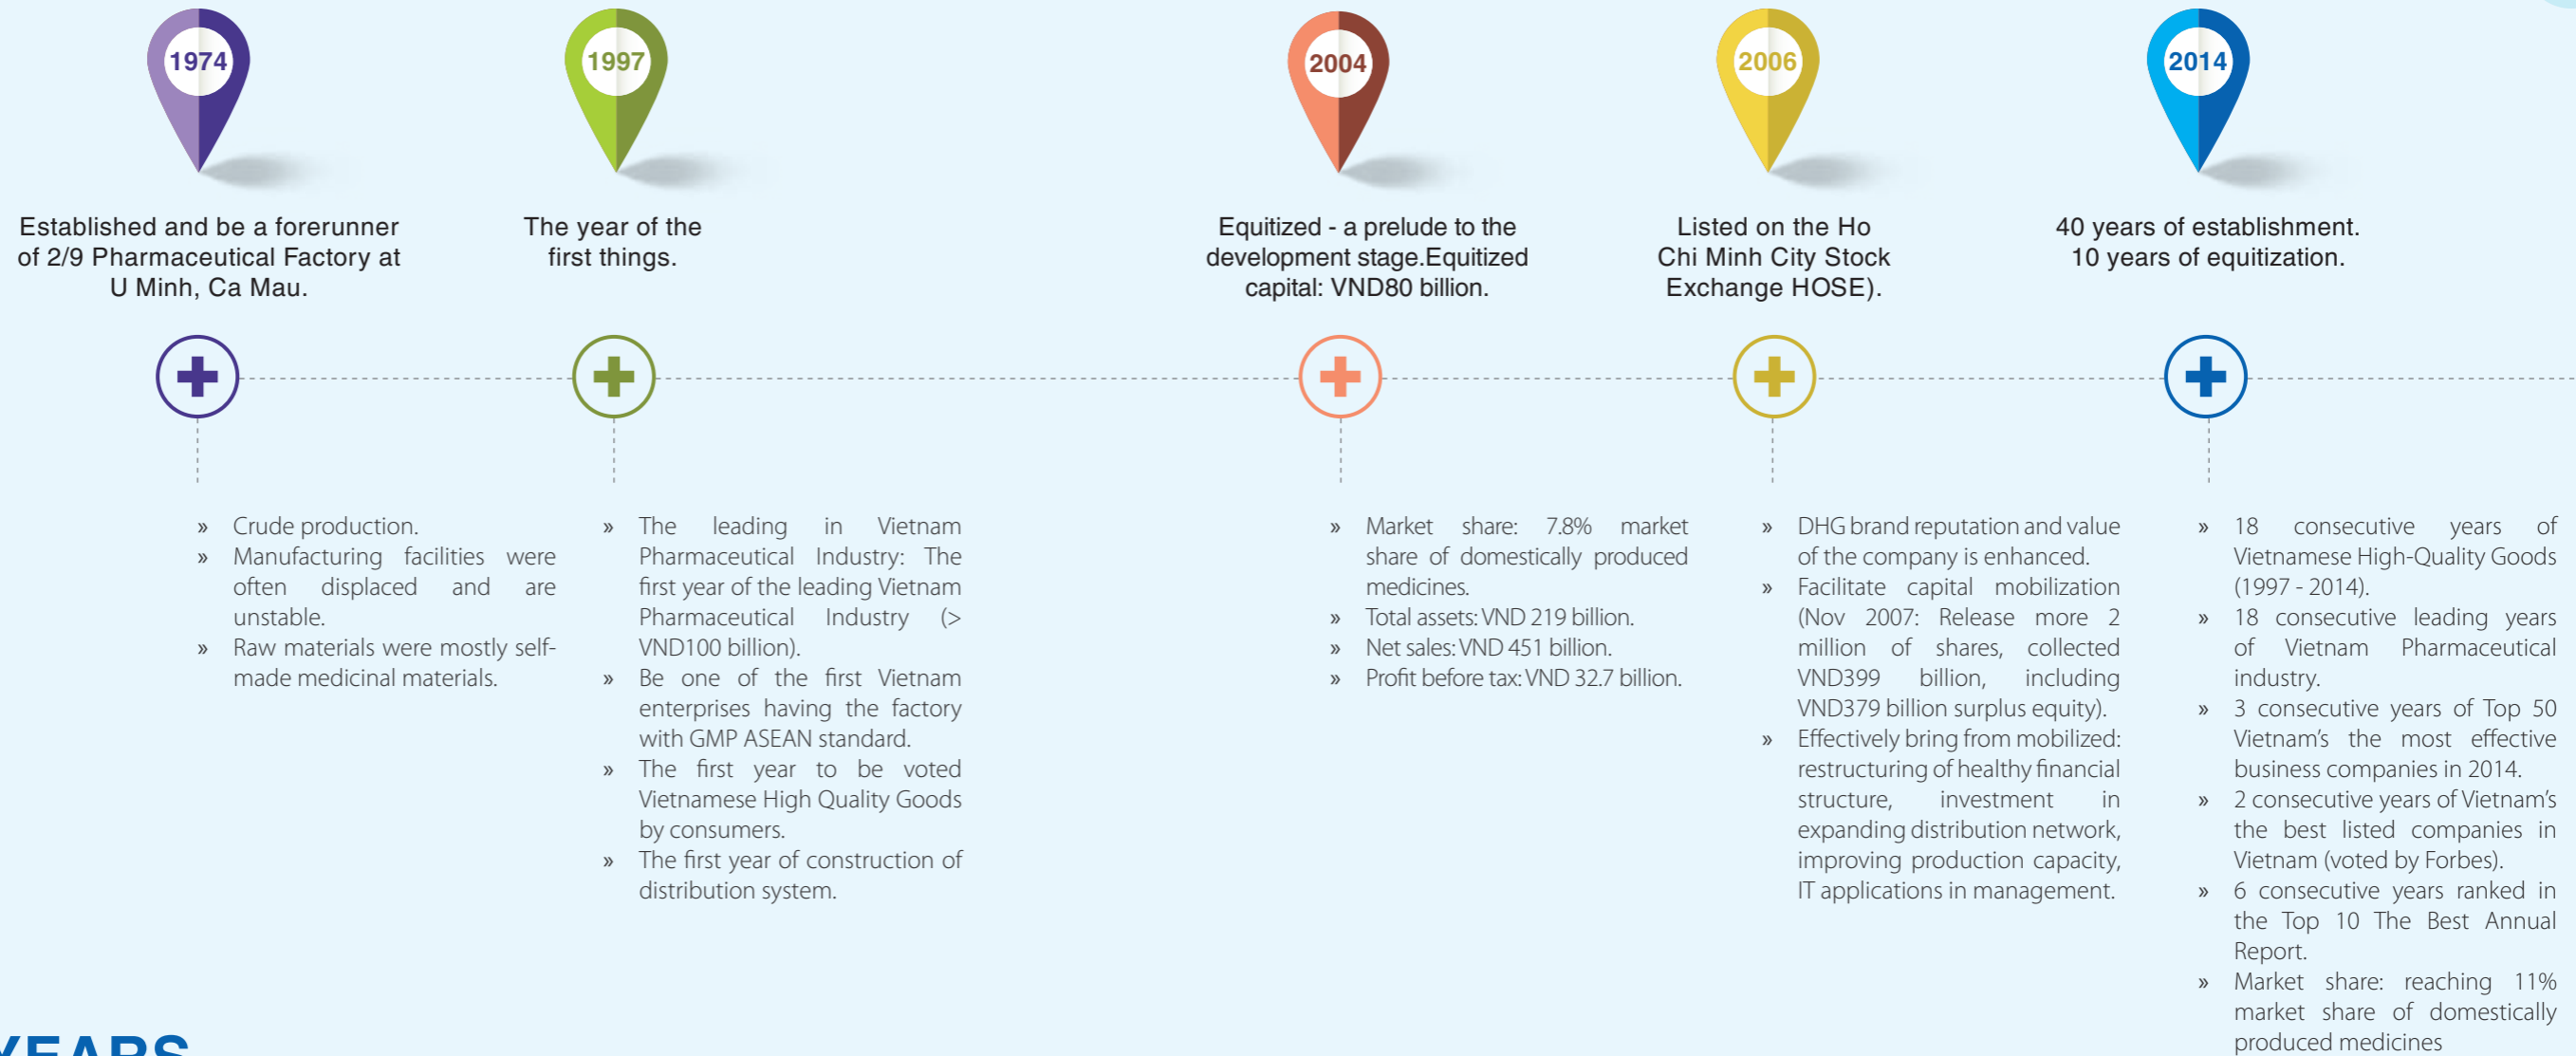 1974
Established and be a forerunner
of 2/9 Pharmaceutical Factory at
U Minh, Ca Mau.
» Crude production.
» Manufacturing facilities were
often displaced and are
unstable.
» Raw materials were mostly self-
made medicinal materials.
1997
The year of the
first things.
» The leading in Vietnam
Pharmaceutical Industry: The
first year of the leading Vietnam
Pharmaceutical Industry (>
VND100 billion).
» Be one of the first Vietnam
enterprises having the factory
with GMP ASEAN standard.
» The first year to be voted
Vietnamese High Quality Goods
by consumers.
» The first year of construction of
distribution system.
2004
Equitized - a prelude to the
development stage.Equitized
capital: VND80 billion.
» Market share: 7.8% market
share of domestically produced
medicines.
» Total assets: VND 219 billion.
» Net sales: VND 451 billion.
» Profit before tax: VND 32.7 billion.
2006
Listed on the Ho
Chi Minh City Stock
Exchange HOSE).
» DHG brand reputation and value
of the company is enhanced.
» Facilitate capital mobilization
(Nov 2007: Release more 2
million of shares, collected
VND399 billion, including
VND379 billion surplus equity).
» Effectively bring from mobilized:
restructuring of healthy financial
structure, investment in
expanding distribution network,
improving production capacity,
IT applications in management.
2014
40 years of establishment.
10 years of equitization.
» 18 consecutive years of
Vietnamese High-Quality Goods
(1997 - 2014).
» 18 consecutive leading years
of Vietnam Pharmaceutical
industry.
» 3 consecutive years of Top 50
Vietnam's the most effective
business companies in 2014.
» 2 consecutive years of Vietnam's
the best listed companies in
Vietnam (voted by Forbes).
» 6 consecutive years ranked in
the Top 10 The Best Annual
Report.
» Market share: reaching 11%
market share of domestically
produced medicines
YEARS